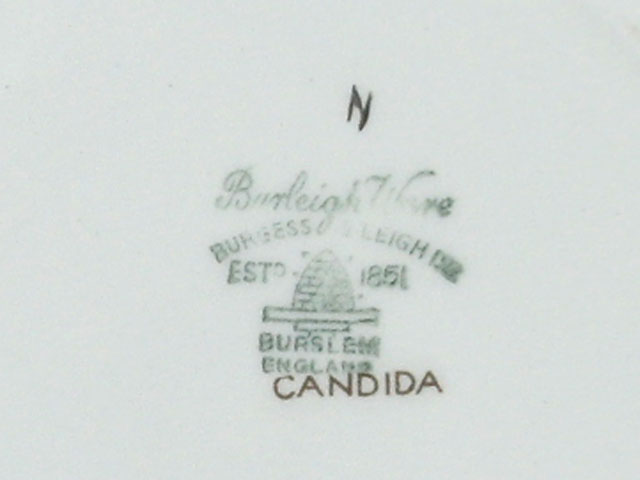 N
Burleigh Ware
BURGESS & LEIGH LTD
ESTD 1851
BURSLEM
ENGLAND
CANDIDA